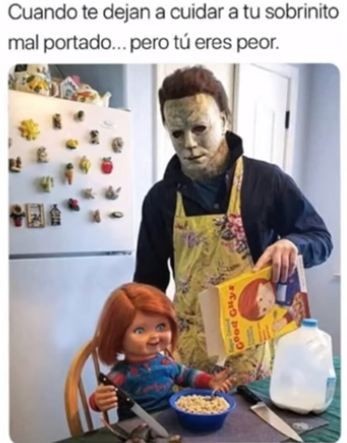 Cuando te dejan a cuidar a tu sobrinito
mal portado... pero tú eres peor.
Good Guys